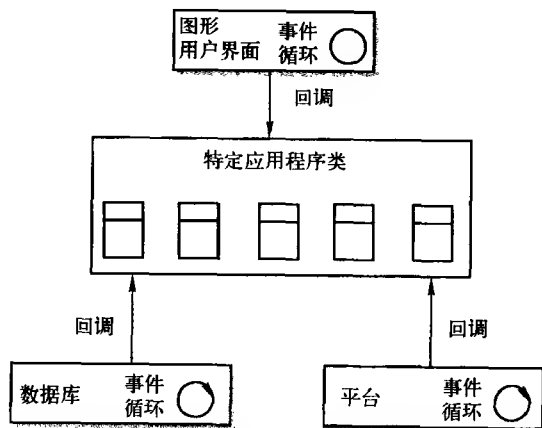 图形 事件
用户界面 循环
回调
特定应用程序类
回调
回调
数据库 事件
循环
平台 事件
循环